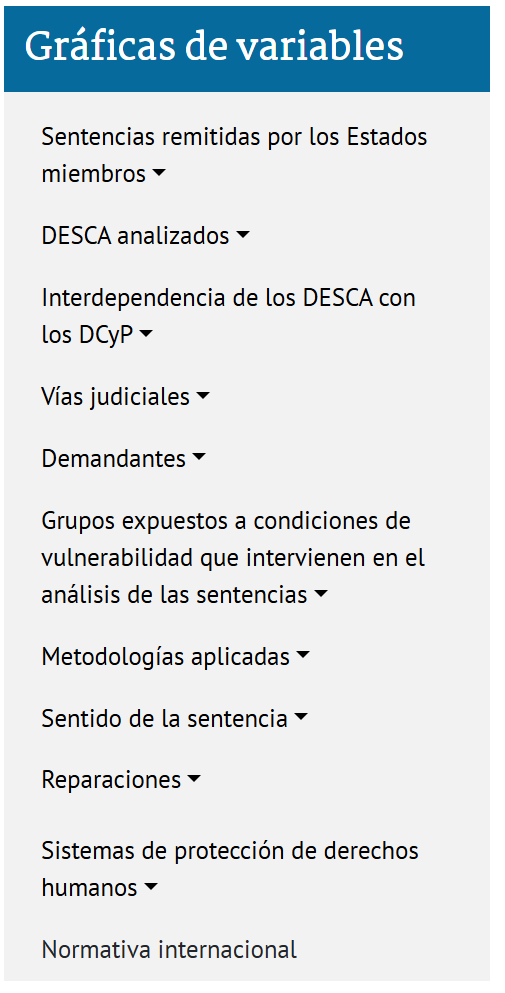 Gráficas de variables
Sentencias remitidas por los Estados
miembros
DESCA analizados
Interdependencia de los DESCA con
los DCyP
Vías judiciales
Demandantes
Grupos expuestos a condiciones de
vulnerabilidad que intervienen en el
análisis de las sentencias
Metodologías aplicadas
Sentido de la sentencia
Reparaciones
Sistemas de protección de derechos
humanos
Normativa internacional